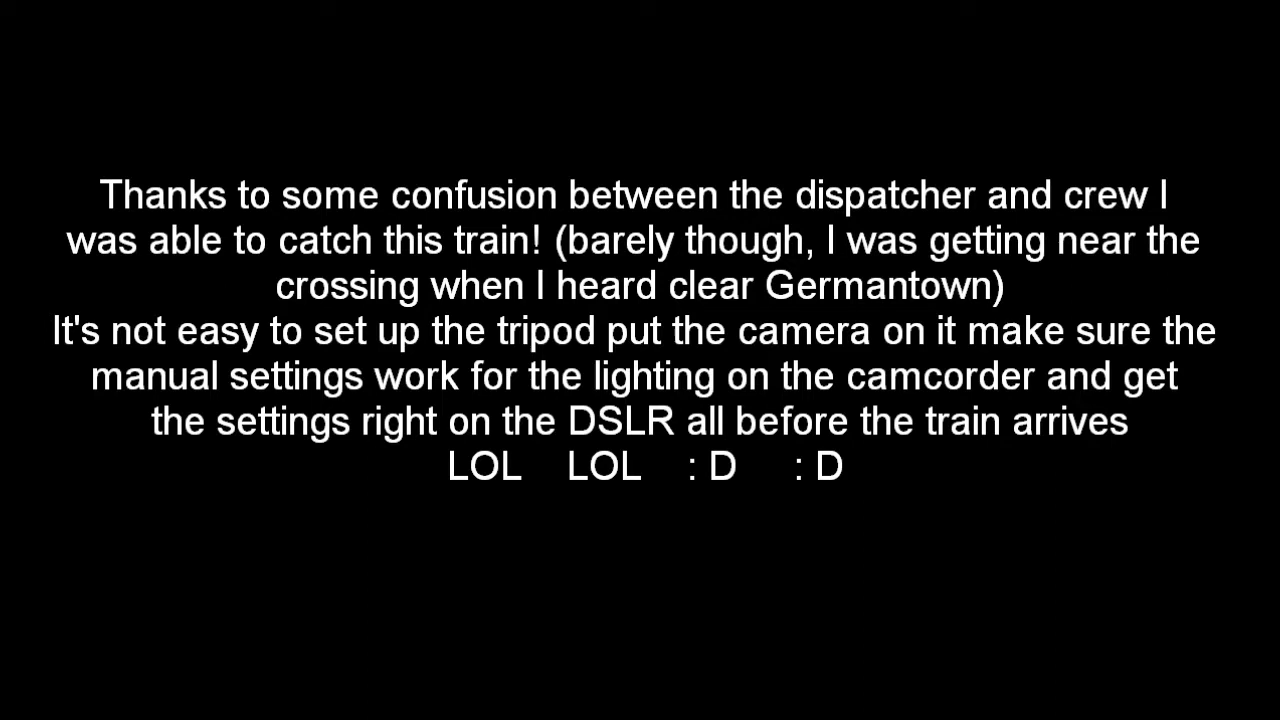 Thanks to some confusion between the dispatcher and crew I
was able to catch this train! (barely though, I was getting near the
crossing when I heard clear Germantown)
It's not easy to set up the tripod put the camera on it make sure the
manual settings work for the lighting on the camcorder and get
the settings right on the DSLR all before the train arrives
LOL LOL : D : D